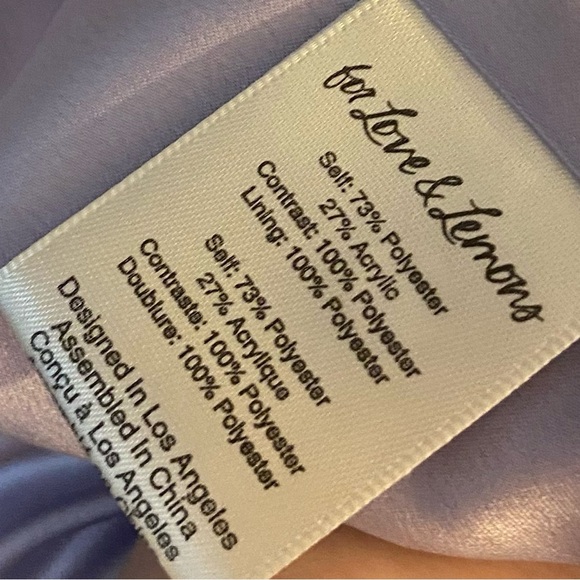 for Love & Lemons
Self: 73% Polyester
27% Acrylic
Contrast: 100% Polyester
Lining: 100% Polyester
Self: 73% Polyester
27% Acrylique
Contraste: 100% Polyester
Doublure: 100% Polyester
Designed In Los Angeles
Assembled In China
Conçu à Los Angeles